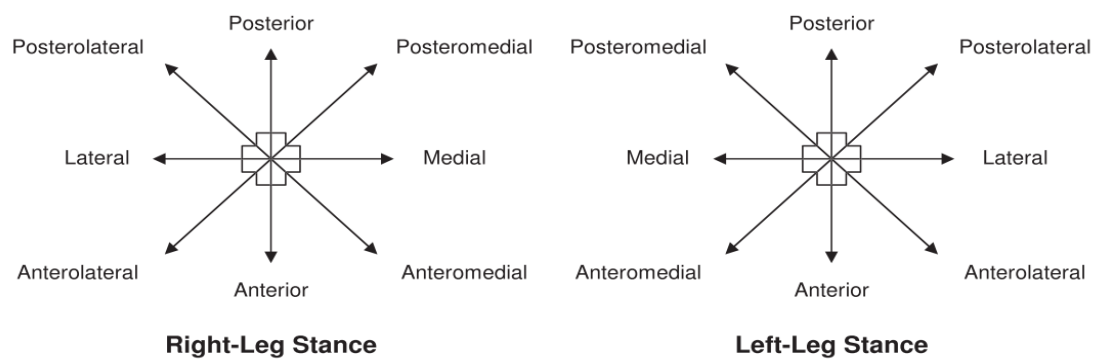 Posterior
Posterolateral
Posteromedial
Lateral
Medial
Anterolateral
Anteromedial
Anterior
Right-Leg Stance
Posterior
Posteromedial
Posterolateral
Medial
Lateral
Anteromedial
Anterolateral
Anterior
Left-Leg Stance